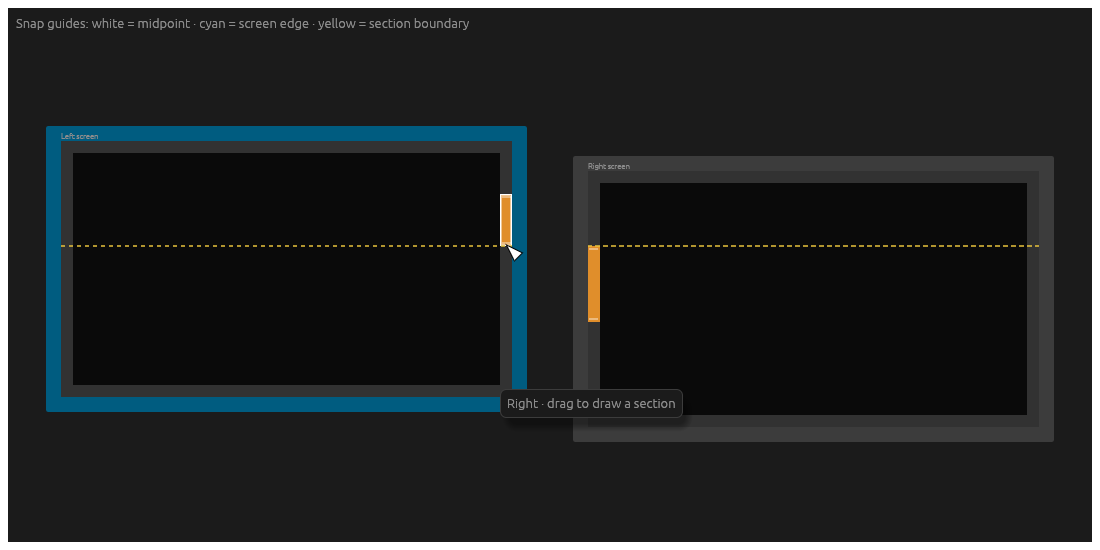 Snap guides: white = midpoint · cyan = screen edge · yellow = section boundary
Left screen
Right screen
Right · drag to draw a section